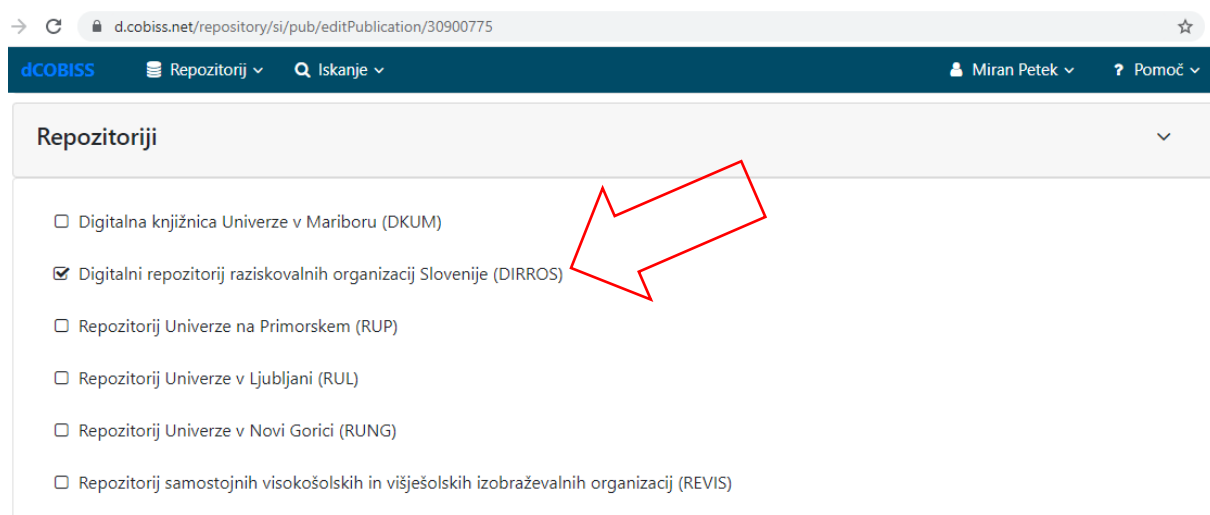 d.cobiss.net/repository/si/pub/editPublication/30900775
dCOBISS Repozitorij Iskanje Miran Petek ? Pomoč
Repozitoriji
Digitalna knjižnica Univerze v Mariboru (DKUM)
Digitalni repozitorij raziskovalnih organizacij Slovenije (DIRROS)
Repozitorij Univerze na Primorskem (RUP)
Repozitorij Univerze v Ljubljani (RUL)
Repozitorij Univerze v Novi Gorici (RUNG)
Repozitorij samostojnih visokošolskih in višješolskih izobraževalnih organizacij (REVIS)